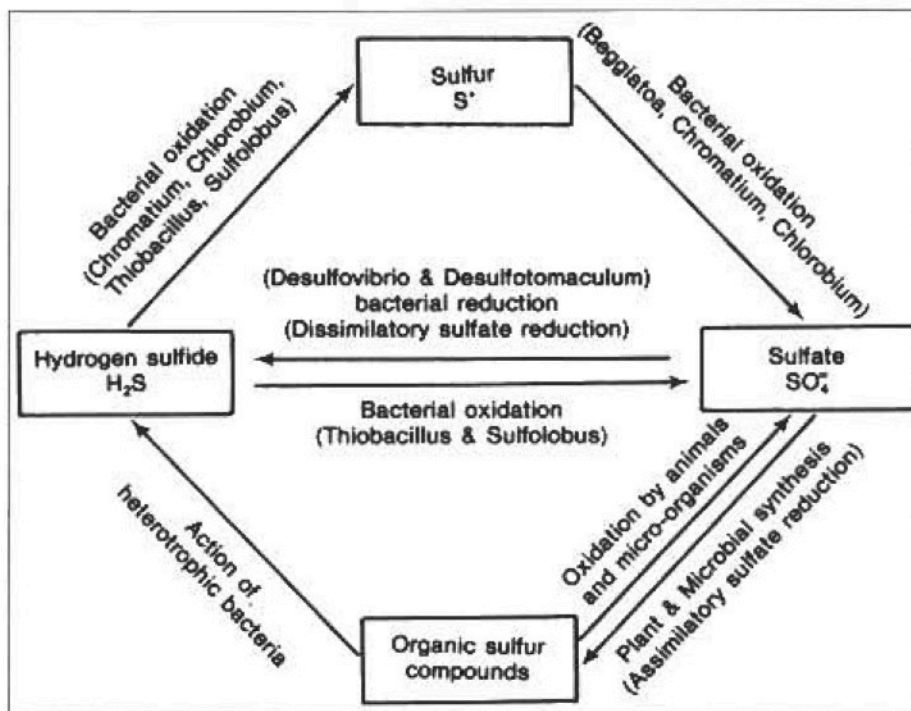 Sulfur
S°
Bacterial oxidation
(Chromatium, Chlorobium,
Thiobacillus, Sulfolobus)
Bacterial oxidation
(Beggiatoa, Chromatium, Chlorobium)
(Desulfovibrio & Desulfotomaculum)
bacterial reduction
(Dissimilatory sulfate reduction)
Hydrogen sulfide
H₂S
Sulfate
SO₄⁼
Bacterial oxidation
(Thiobacillus & Sulfolobus)
Action of
heterotrophic bacteria
Oxidation by animals
and micro-organisms
Plant & Microbial synthesis
(Assimilatory sulfate reduction)
Organic sulfur
compounds